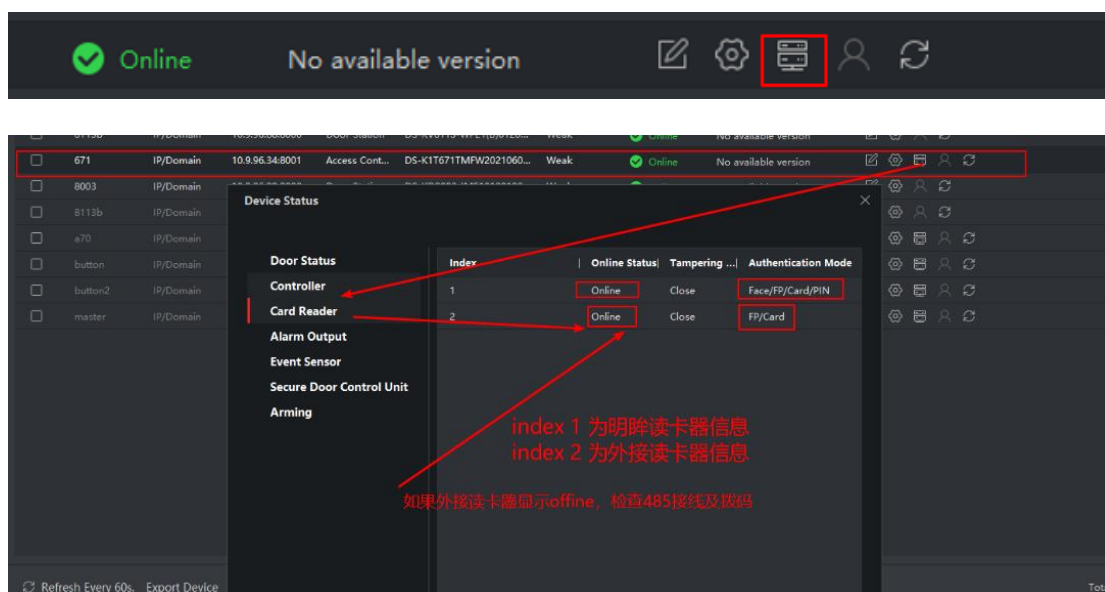 Online No available version
671 IP/Domain 10.9.96.34:8001 Access Cont... DS-K1T671TMFW2021060... Weak Online No available version
8003 IP/Domain
8113b IP/Domain
a70 IP/Domain
button IP/Domain
button2 IP/Domain
master IP/Domain
Device Status
Door Status
Controller
Card Reader
Alarm Output
Event Sensor
Secure Door Control Unit
Arming
Index Online Status Tampering ... Authentication Mode
1 Online Close Face/FP/Card/PIN
2 Online Close FP/Card
index 1 为明眸读卡器信息
index 2 为外接读卡器信息
如果外接读卡器显示offine，检查485接线及拨码
Refresh Every 60s. Export Device